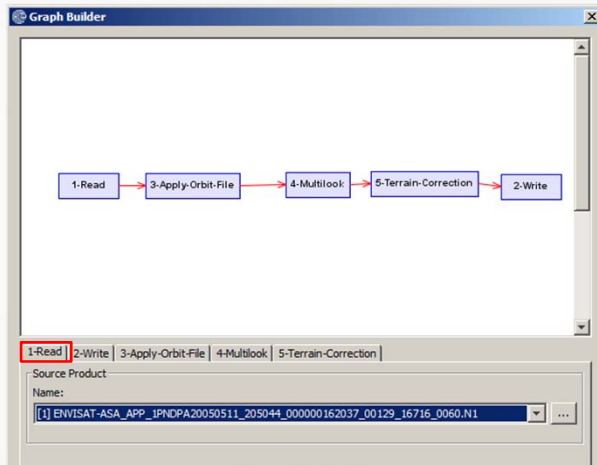 Graph Builder
1-Read
3-Apply-Orbit-File
4-Multilook
5-Terrain-Correction
2-Write
1-Read
2-Write
3-Apply-Orbit-File
4-Multilook
5-Terrain-Correction
Source Product
Name:
[1] ENVISAT-ASA_APP_1PNDPA20050511_205044_000000162037_00129_16716_0060.N1
...